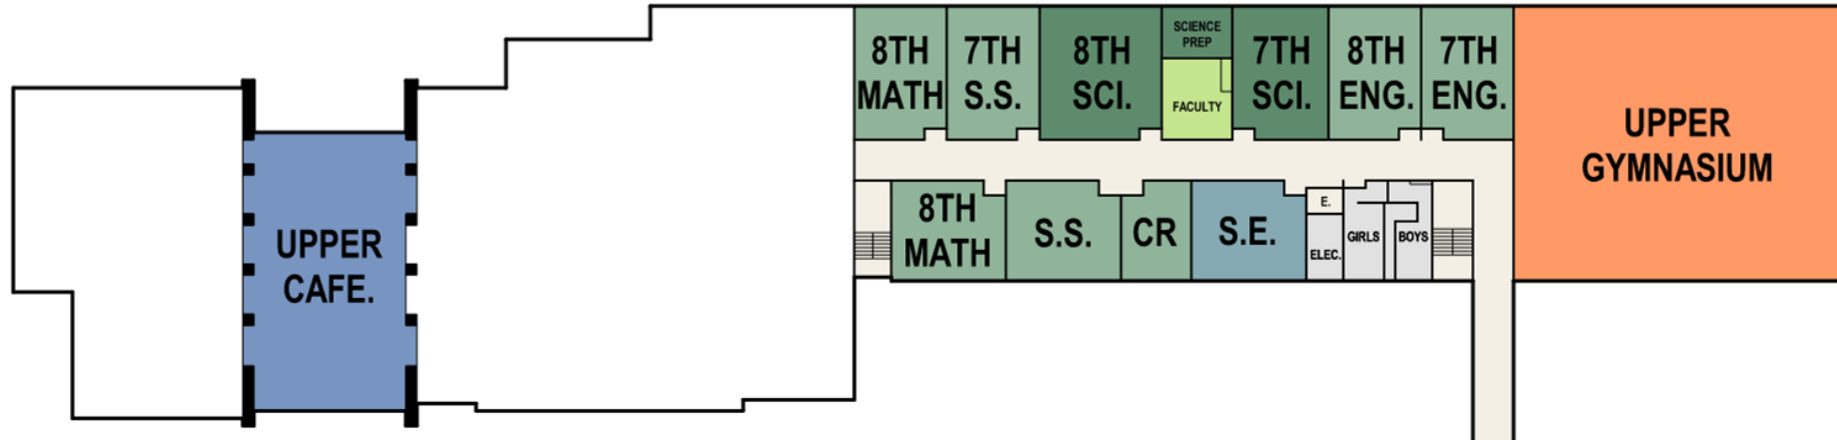 8TH
MATH
7TH
S.S.
8TH
SCI.
SCIENCE
PREP
FACULTY
7TH
SCI.
8TH
ENG.
7TH
ENG.
UPPER
GYMNASIUM
UPPER
CAFE.
8TH
MATH
S.S.
CR
S.E.
E.
ELEC.
GIRLS
BOYS